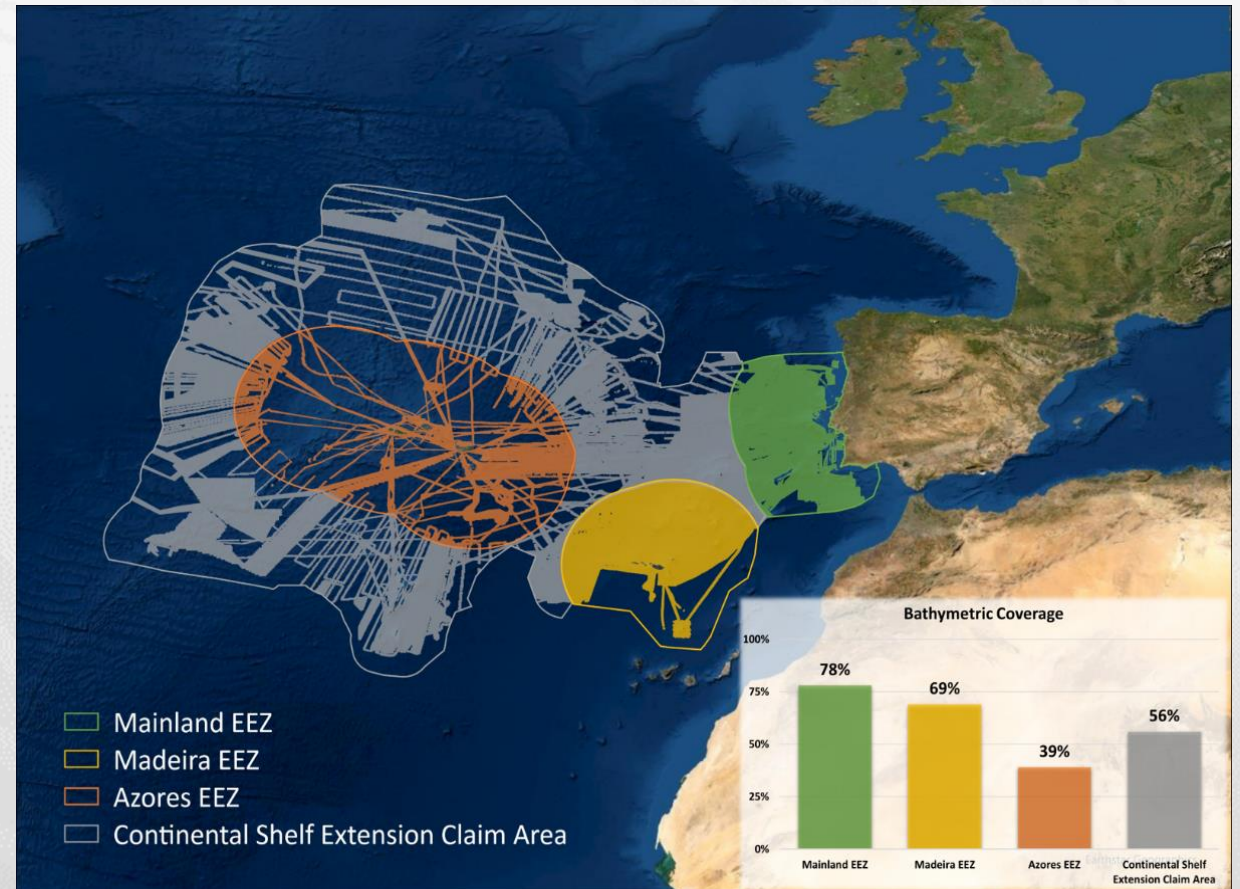 Mainland EEZ
Madeira EEZ
Azores EEZ
Continental Shelf Extension Claim Area
Bathymetric Coverage
100%
75%
50%
25%
0%
78%
69%
39%
56%
Mainland EEZ
Madeira EEZ
Azores EEZ
Continental Shelf
Extension Claim Area